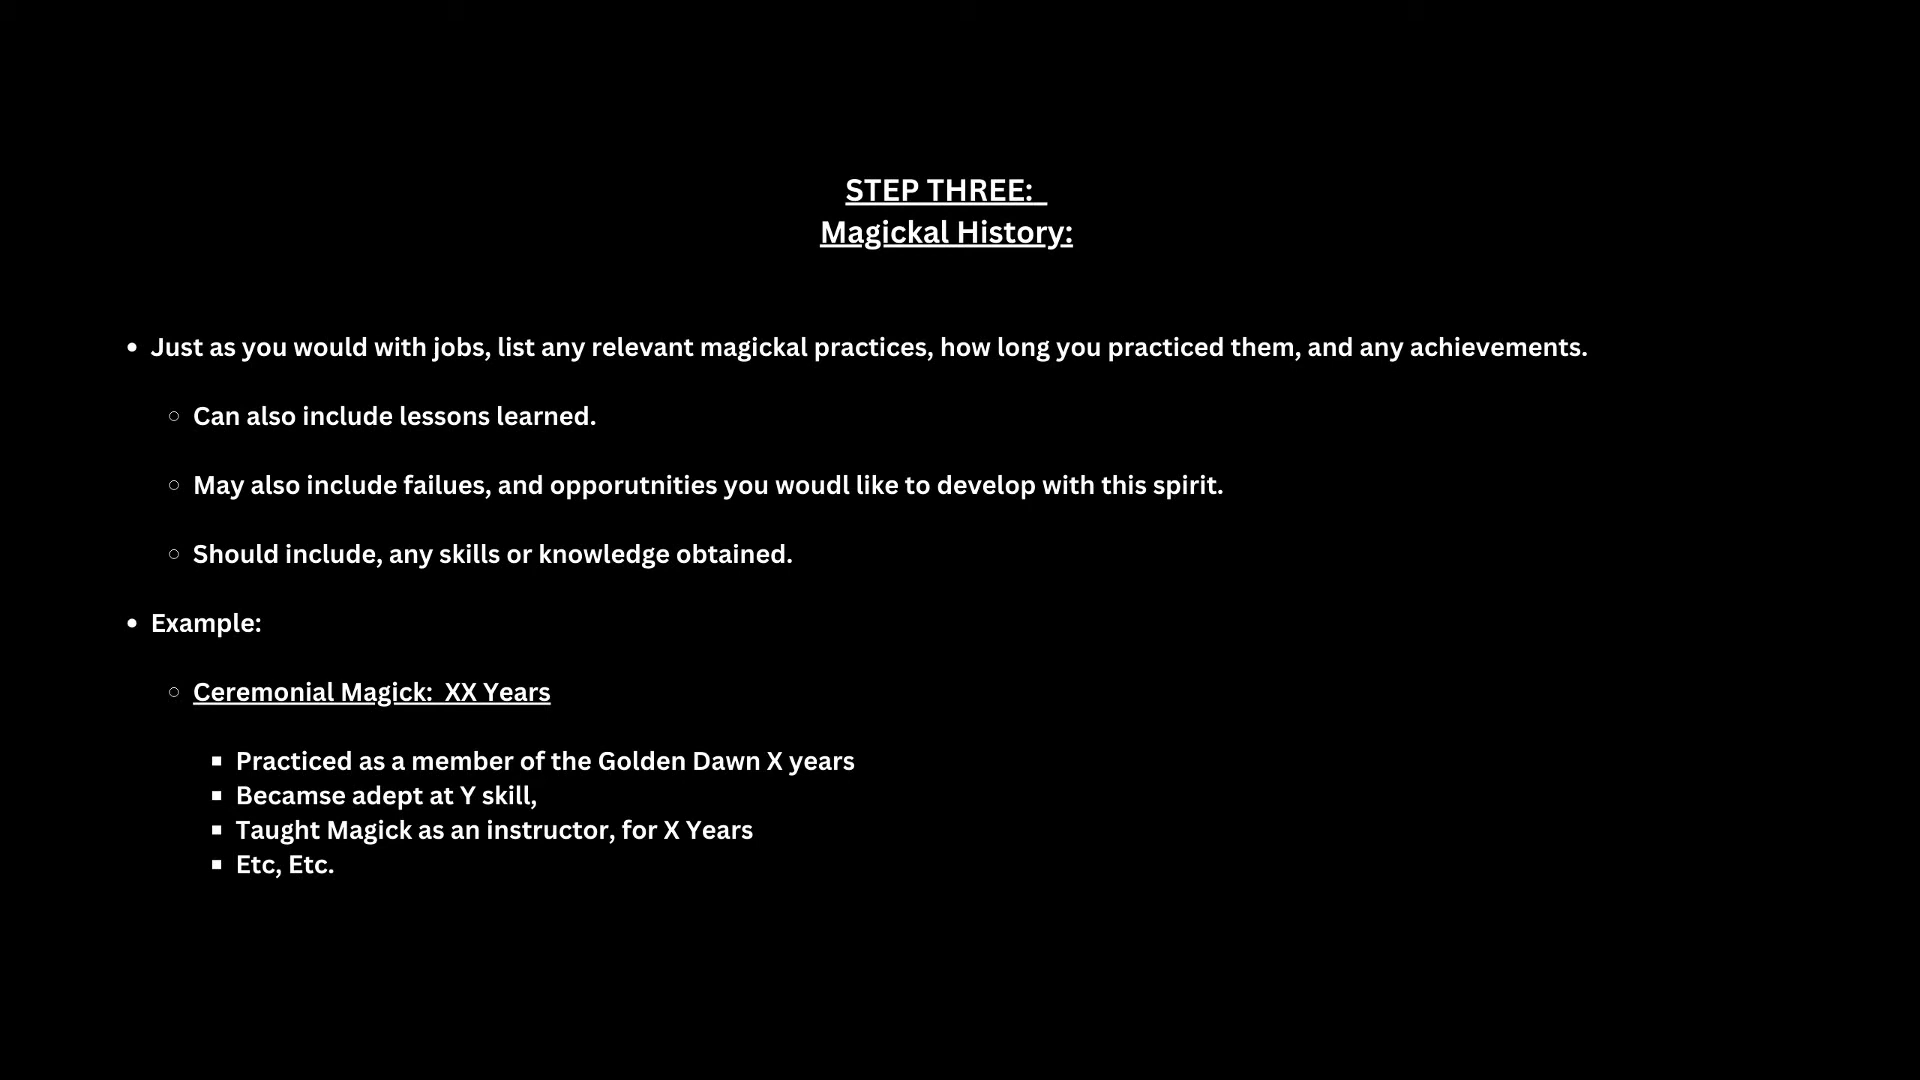 STEP THREE:
Magickal History:
Just as you would with jobs, list any relevant magickal practices, how long you practiced them, and any achievements.
Can also include lessons learned.
May also include failues, and opporutnities you woudl like to develop with this spirit.
Should include, any skills or knowledge obtained.
Example:
Ceremonial Magick:  XX Years
Practiced as a member of the Golden Dawn X years
Becamse adept at Y skill,
Taught Magick as an instructor, for X Years
Etc, Etc.